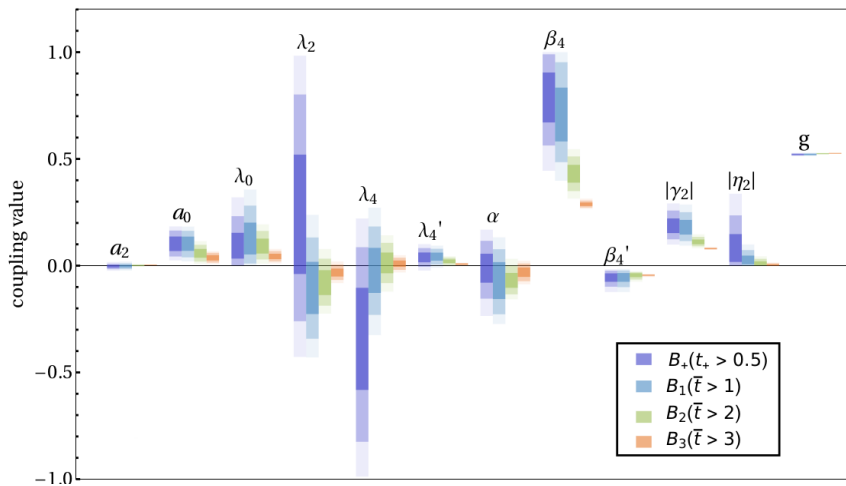 1.0
0.5
0.0
−0.5
−1.0
coupling value
a₂
a₀
λ₀
λ₂
λ₄
λ₄'
α
β₄
β₄'
|γ₂|
|η₂|
g
B₊(t₊ > 0.5)
B₁(t̅ > 1)
B₂(t̅ > 2)
B₃(t̅ > 3)